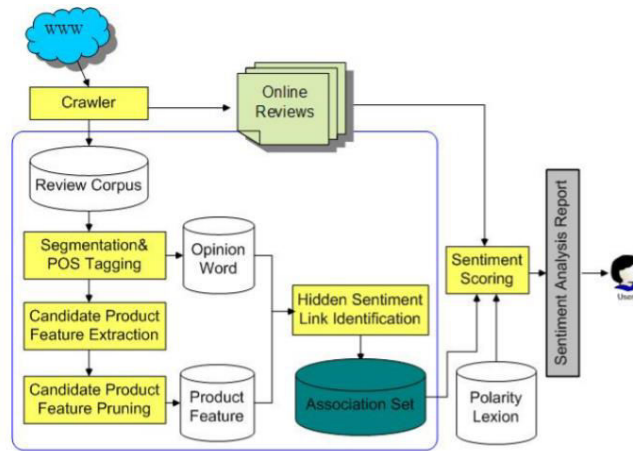 WWW
Crawler
Online
Reviews
Review Corpus
Segmentation&
POS Tagging
Opinion
Word
Candidate Product
Feature Extraction
Hidden Sentiment
Link Identification
Candidate Product
Feature Pruning
Product
Feature
Association Set
Sentiment
Scoring
Polarity
Lexion
Sentiment Analysis Report
User